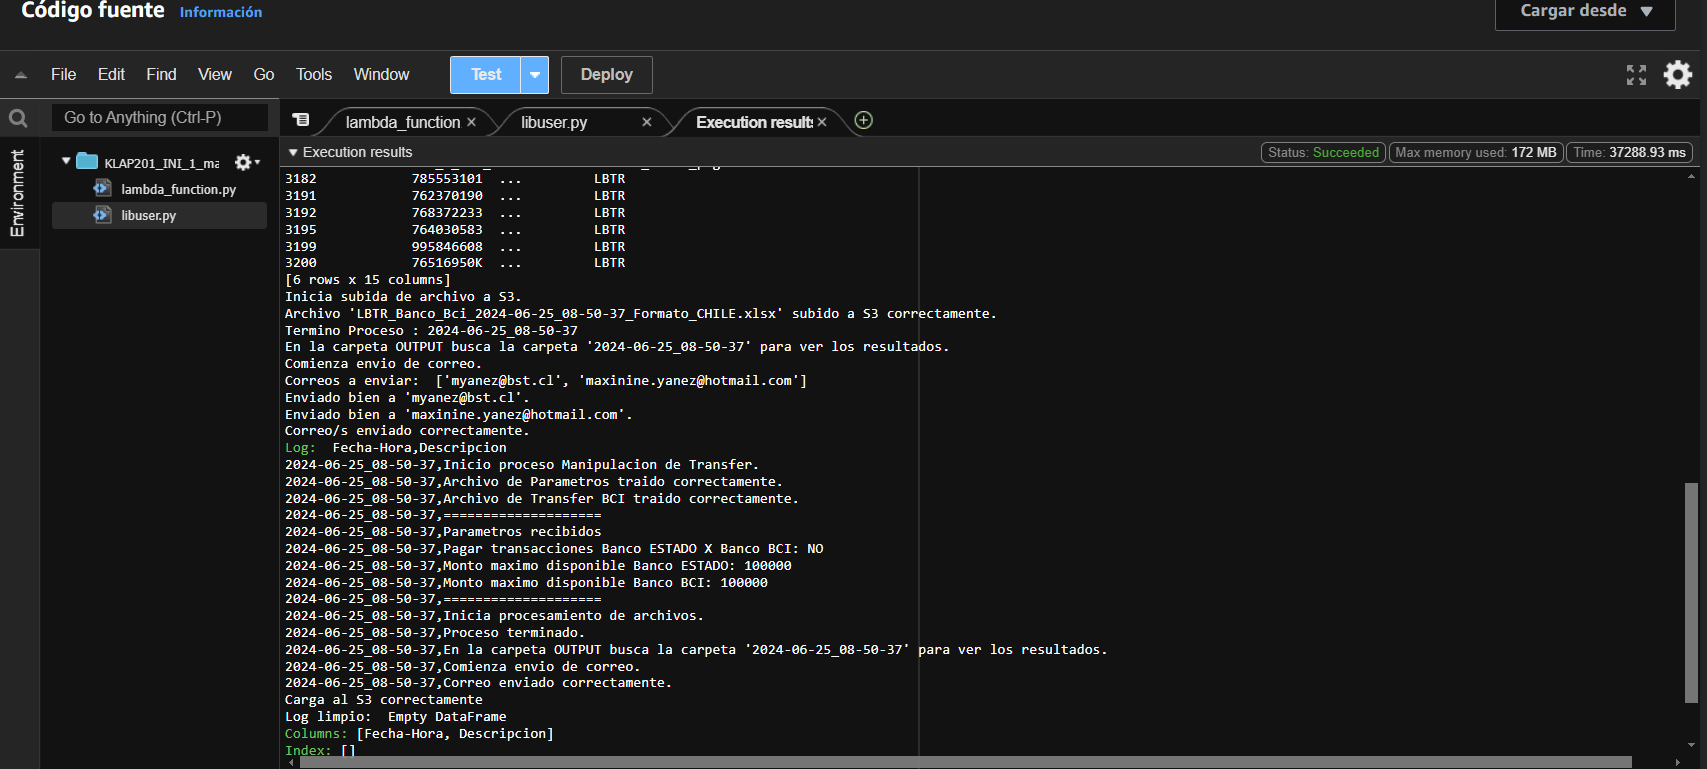 Código fuente Información
Cargar desde
File Edit Find View Go Tools Window Test Deploy
Go to Anything (Ctrl-P)
lambda_function libuser.py Execution results
Environment
KLAP201_INI_1_ma
lambda_function.py
libuser.py
Execution results
Status: Succeeded Max memory used: 172 MB Time: 37288.93 ms
3182 785553101 ... LBTR
3191 762370190 ... LBTR
3192 768372233 ... LBTR
3195 764030583 ... LBTR
3199 995846608 ... LBTR
3200 76516950K ... LBTR
[6 rows x 15 columns]
Inicia subida de archivo a S3.
Archivo 'LBTR_Banco_Bci_2024-06-25_08-50-37_Formato_CHILE.xlsx' subido a S3 correctamente.
Termino Proceso : 2024-06-25_08-50-37
En la carpeta OUTPUT busca la carpeta '2024-06-25_08-50-37' para ver los resultados.
Comienza envio de correo.
Correos a enviar:  ['myanez@bst.cl', 'maxinine.yanez@hotmail.com']
Enviado bien a 'myanez@bst.cl'.
Enviado bien a 'maxinine.yanez@hotmail.com'.
Correo/s enviado correctamente.
Log:  Fecha-Hora,Descripcion
2024-06-25_08-50-37,Inicio proceso Manipulacion de Transfer.
2024-06-25_08-50-37,Archivo de Parametros traido correctamente.
2024-06-25_08-50-37,Archivo de Transfer BCI traido correctamente.
2024-06-25_08-50-37,====================
2024-06-25_08-50-37,Parametros recibidos
2024-06-25_08-50-37,Pagar transacciones Banco ESTADO X Banco BCI: NO
2024-06-25_08-50-37,Monto maximo disponible Banco ESTADO: 100000
2024-06-25_08-50-37,Monto maximo disponible Banco BCI: 100000
2024-06-25_08-50-37,====================
2024-06-25_08-50-37,Inicia procesamiento de archivos.
2024-06-25_08-50-37,Proceso terminado.
2024-06-25_08-50-37,En la carpeta OUTPUT busca la carpeta '2024-06-25_08-50-37' para ver los resultados.
2024-06-25_08-50-37,Comienza envio de correo.
2024-06-25_08-50-37,Correo enviado correctamente.
Carga al S3 correctamente
Log limpio:  Empty DataFrame
Columns: [Fecha-Hora, Descripcion]
Index: []